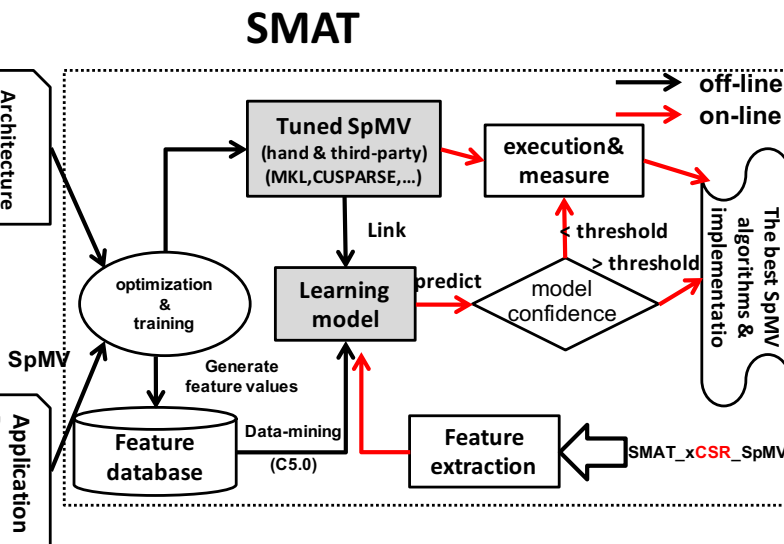 SMAT
off-line
on-line
Architecture
Tuned SpMV
(hand & third-party)
(MKL,CUSPARSE,...)
execution&
measure
The best SpMV
algorithms &
implementatio
Link
< threshold
> threshold
optimization
&
training
Learning
model
predict
model
confidence
SpMV
Generate
feature values
Application
Feature
database
Data-mining
(C5.0)
Feature
extraction
SMAT_xCSR_SpMV